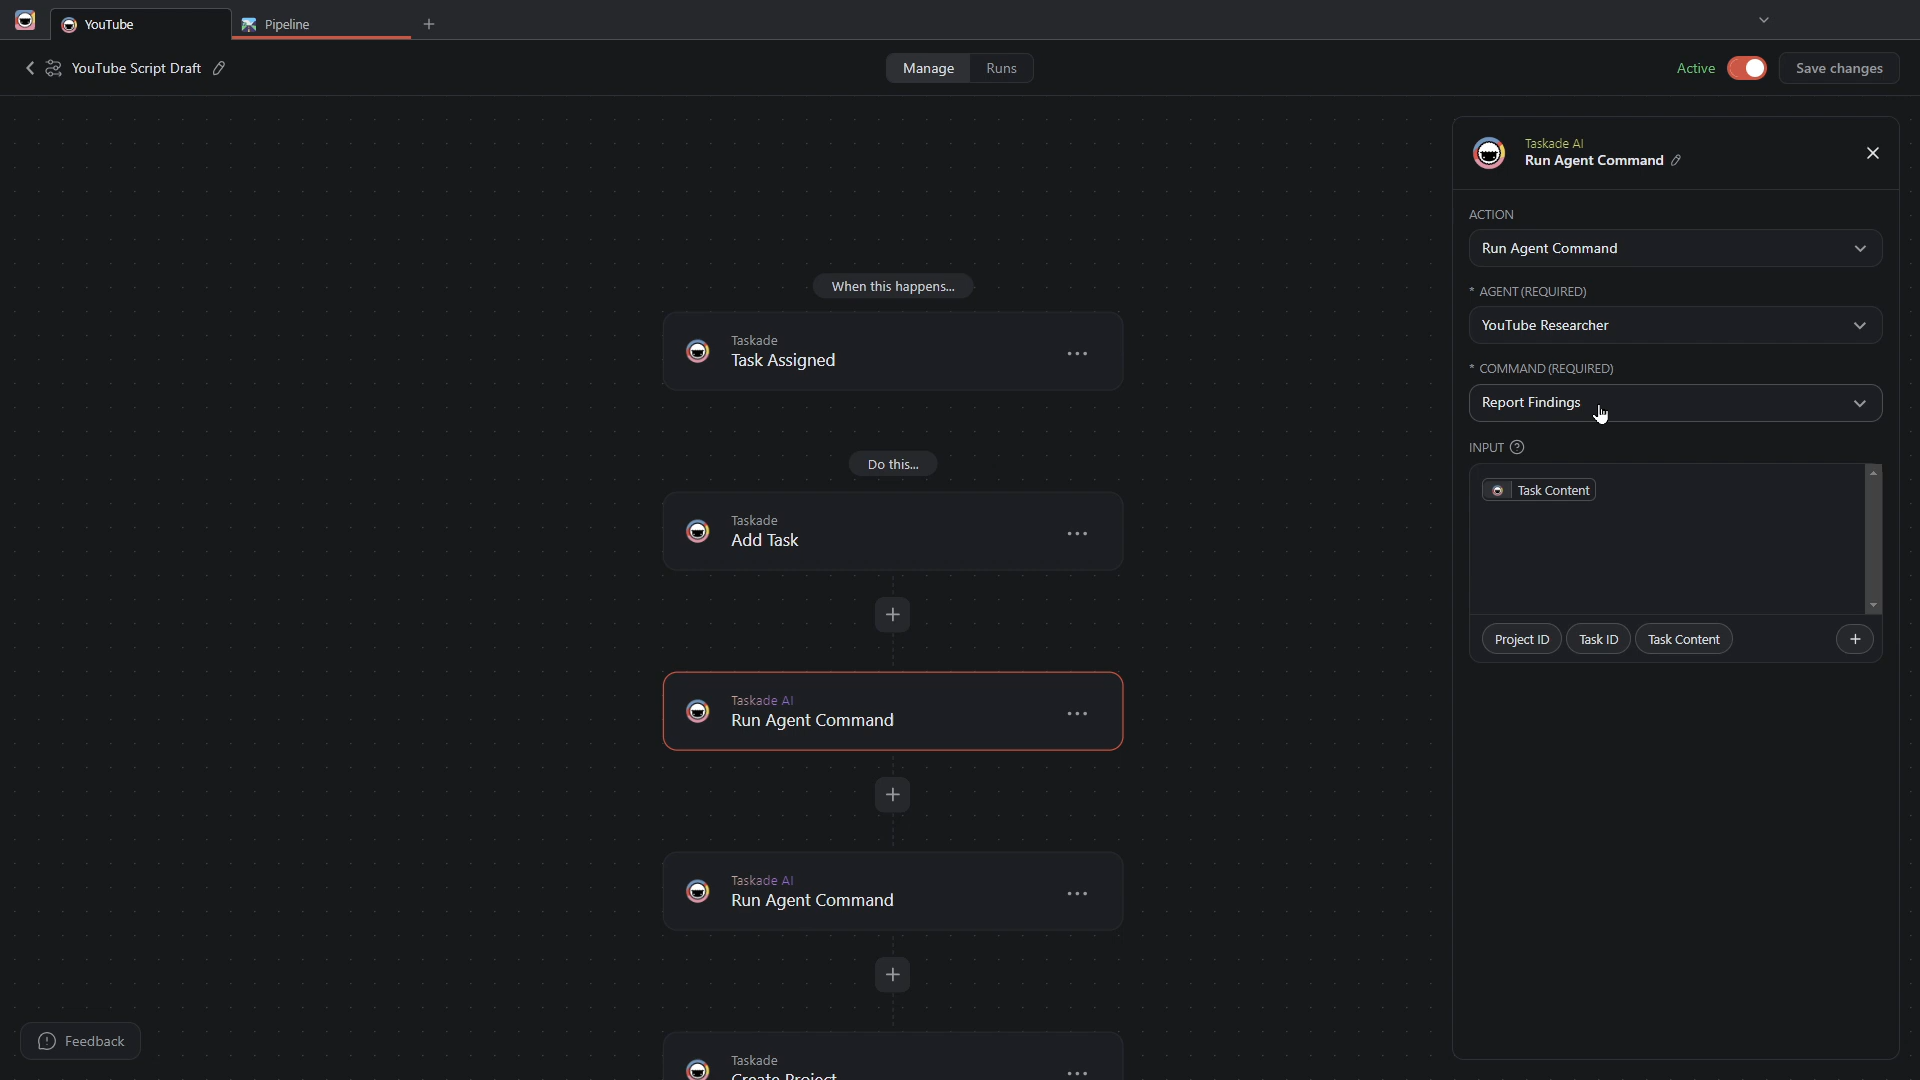 YouTube
Pipeline
YouTube Script Draft
Manage
Runs
Active
Save changes
When this happens...
Taskade
Task Assigned
Do this...
Taskade
Add Task
Taskade AI
Run Agent Command
Taskade AI
Run Agent Command
Taskade
Create Project
Feedback
Taskade AI
Run Agent Command
ACTION
Run Agent Command
* AGENT (REQUIRED)
YouTube Researcher
* COMMAND (REQUIRED)
Report Findings
INPUT
Task Content
Project ID
Task ID
Task Content